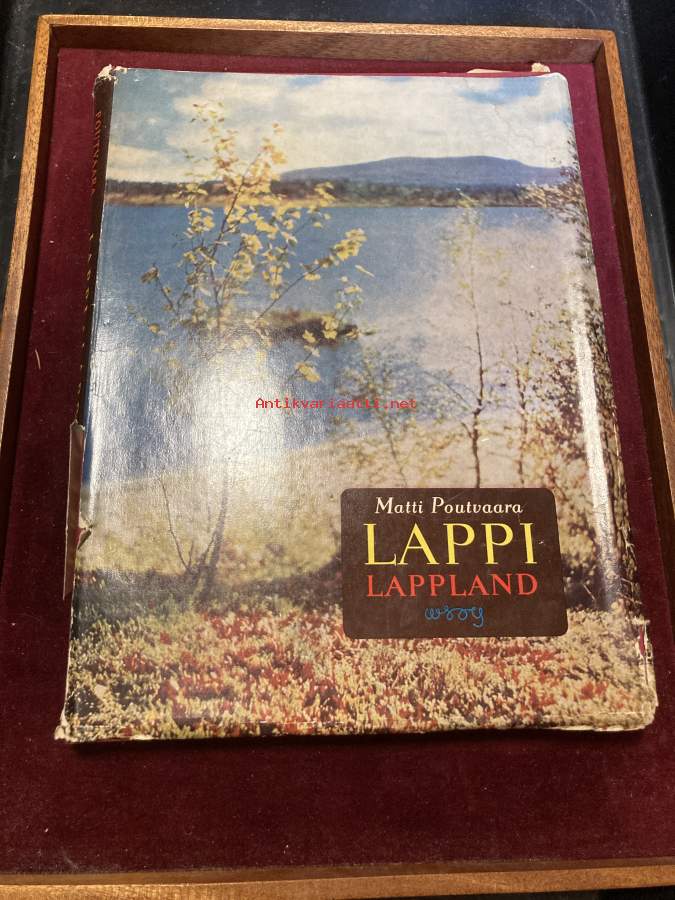 Antikvariaatti.net
Matti Poutvaara
LAPPI
LAPPLAND
wsoy